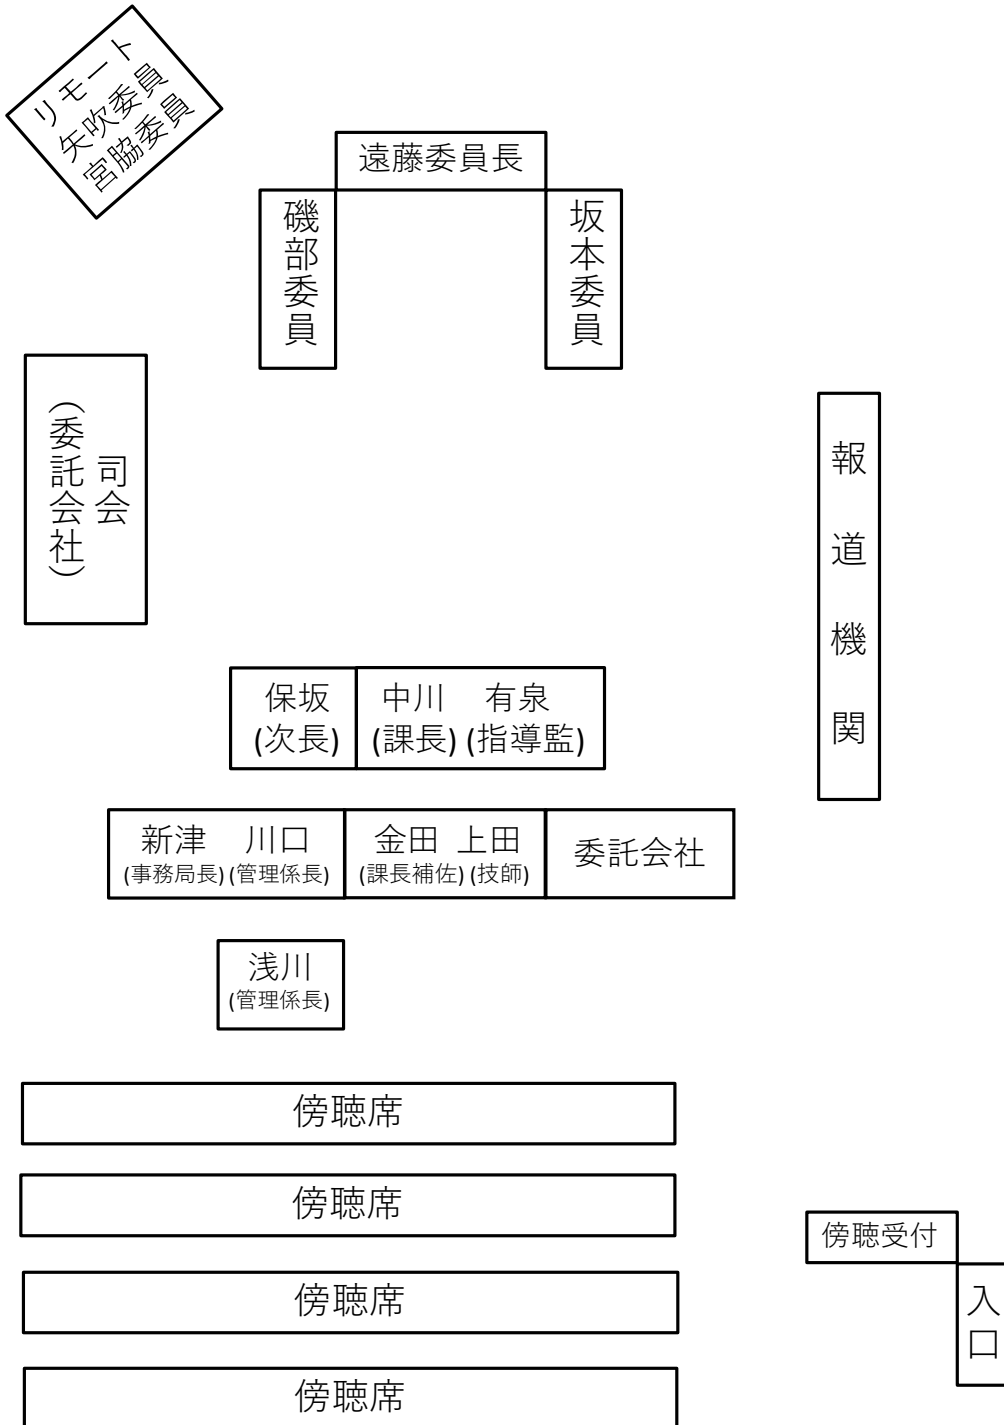 リモート
矢吹委員
宮脇委員
遠藤委員長
磯部委員
坂本委員
司会
(委託会社)
報道機関
保坂
(次長)
中川 有泉
(課長) (指導監)
新津 川口
(事務局長) (管理係長)
金田 上田
(課長補佐) (技師)
委託会社
浅川
(管理係長)
傍聴席
傍聴席
傍聴受付
傍聴席
入口
傍聴席